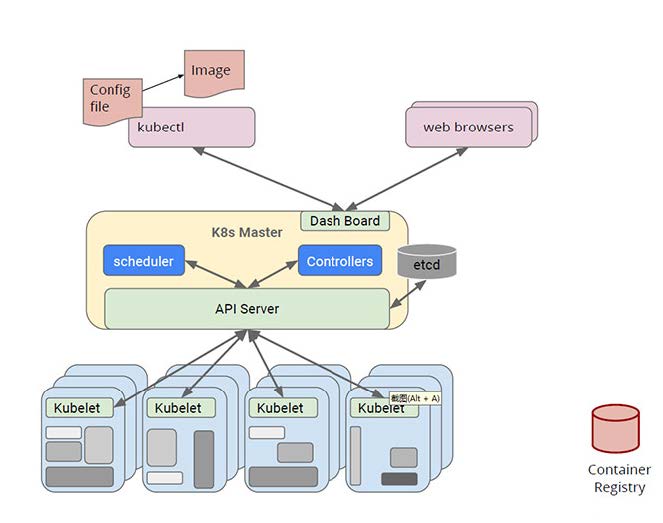 Image
Config
file
kubectl
web browsers
Dash Board
K8s Master
scheduler
Controllers
etcd
API Server
Kubelet
Kubelet
Kubelet
Kubelet
截图(Alt + A)
Container
Registry